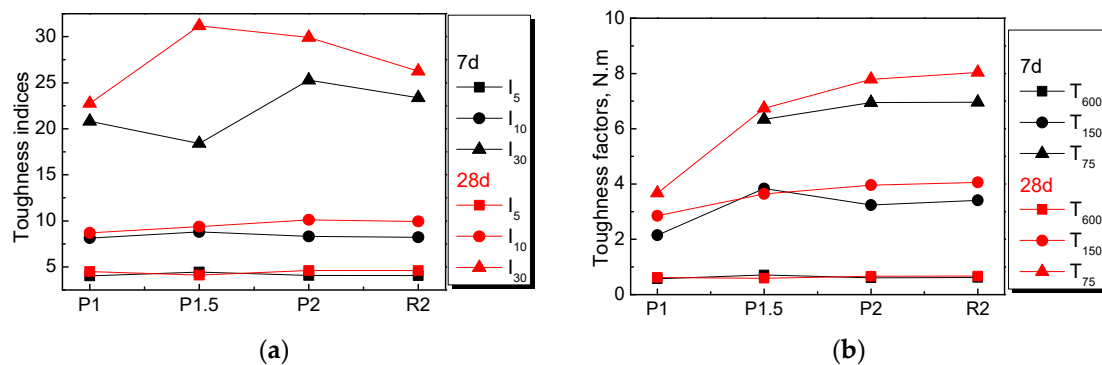 Toughness indices
30
25
20
15
10
5
P1 P1.5 P2 R2
7d
I5
I10
I30
28d
I5
I10
I30
(a)
Toughness factors, N.m
10
8
6
4
2
0
P1 P1.5 P2 R2
7d
T600
T150
T75
28d
T600
T150
T75
(b)